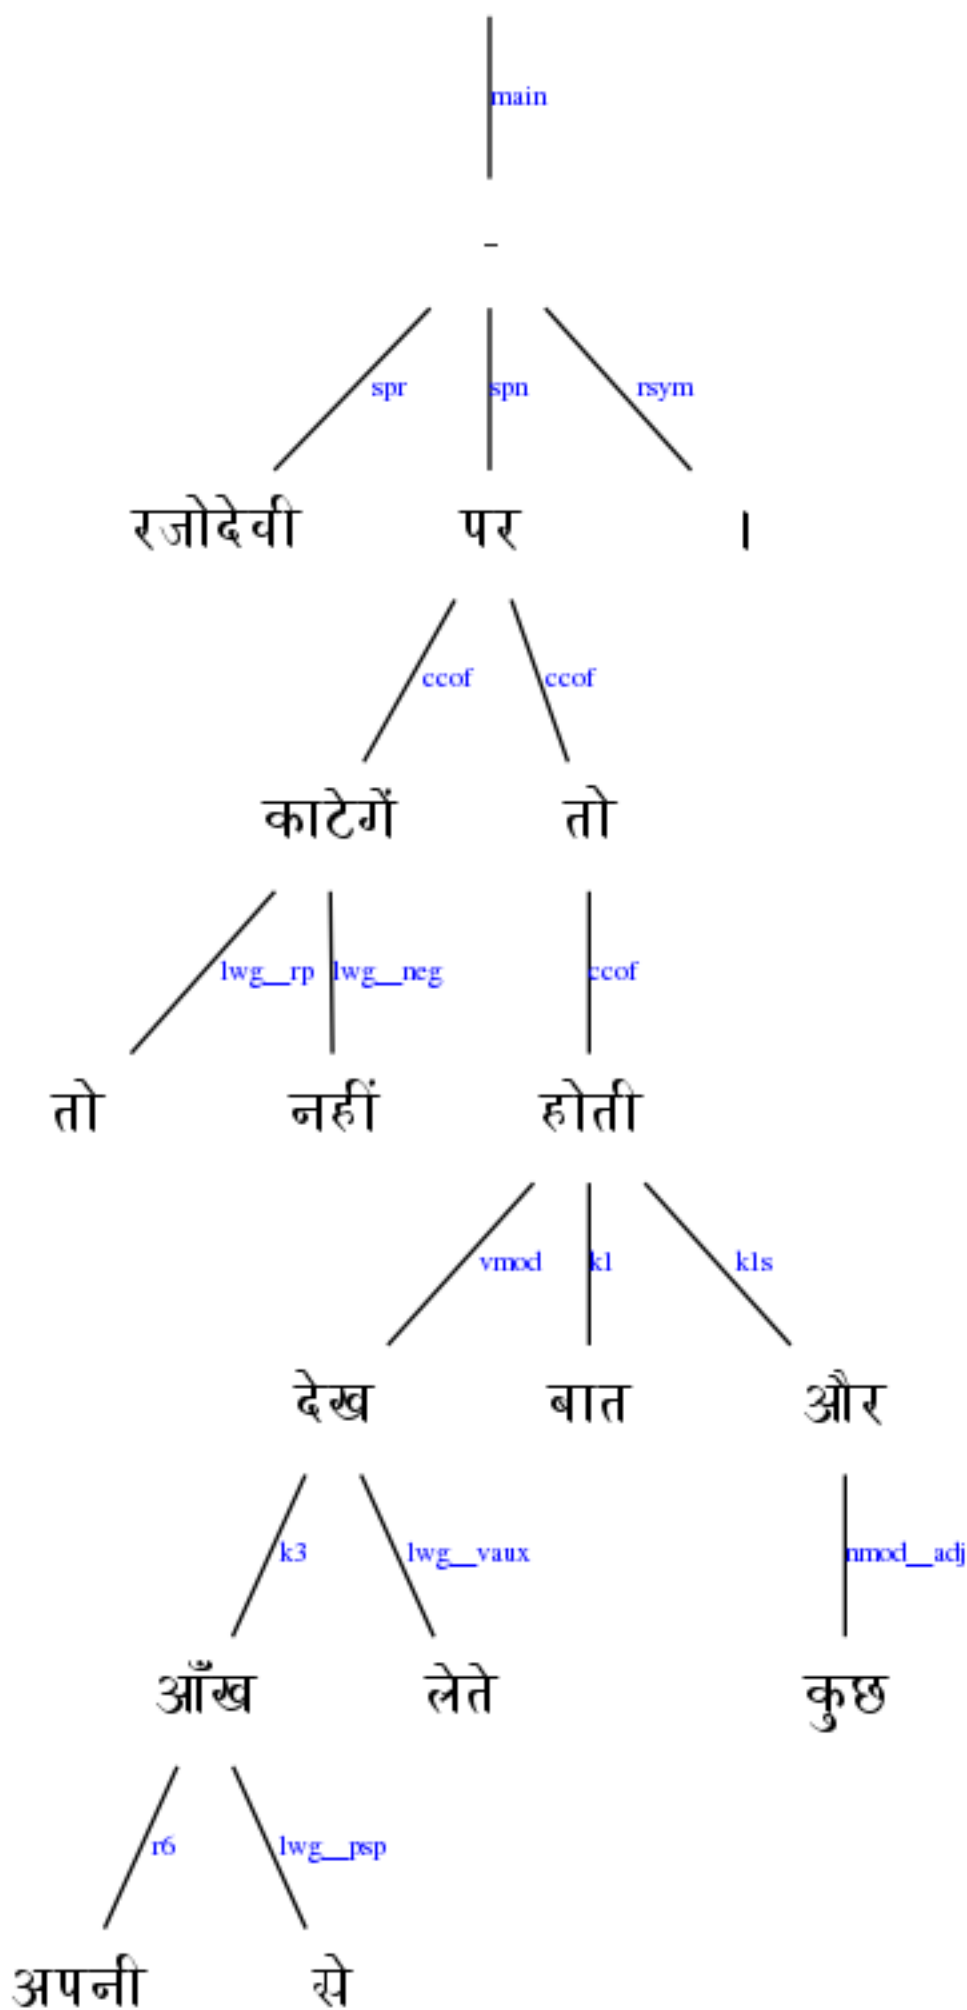 main
-
spr spn rsym
रजोदेवी पर ।
ccof ccof
काटेगें तो
lwg__rp lwg__neg ccof
तो नहीं होती
vmod k1 k1s
देख बात और
k3 lwg__vaux nmod__adj
आँख लेते कुछ
r6 lwg__psp
अपनी से